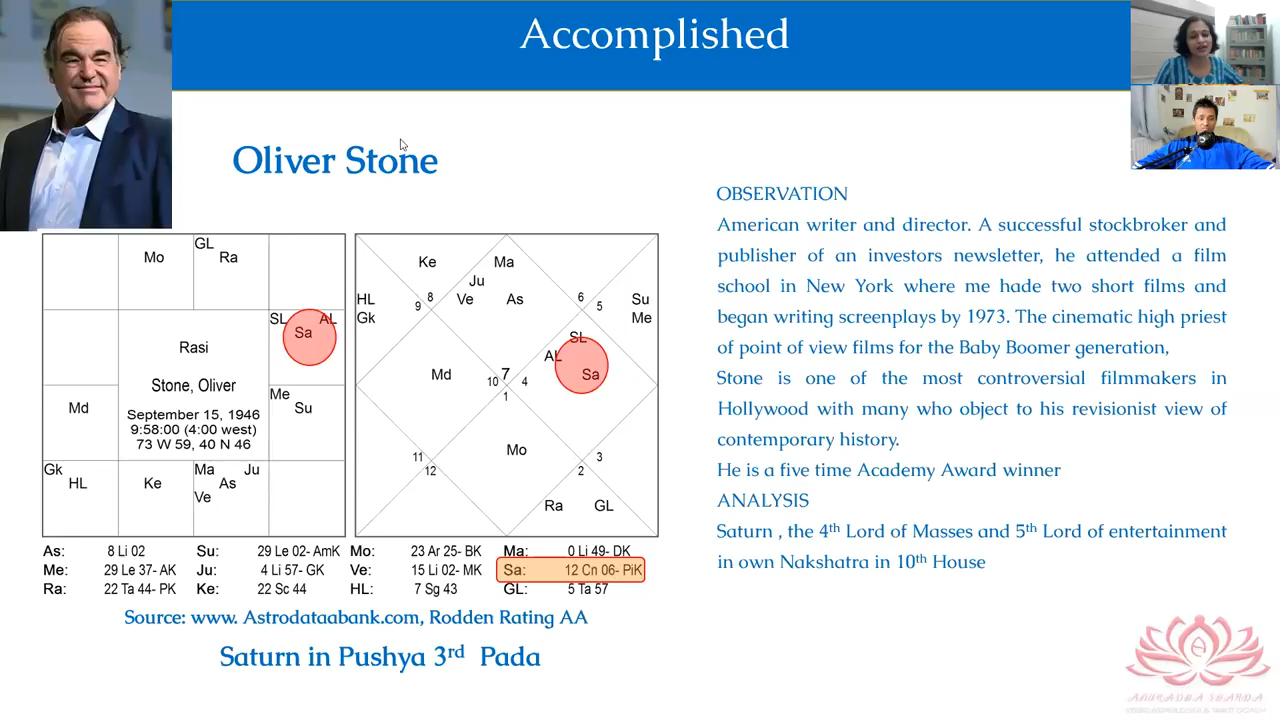 Accomplished
Oliver Stone
GL
Mo
Ra
SL AL
Sa
Rasi
Stone, Oliver
September 15, 1946
9:58:00 (4:00 west)
73 W 59, 40 N 46
Me
Su
Md
Gk
HL
Ke
Ma Ju
As
Ve
Ke
Ma
Ju
Ve
As
HL
Gk
9
8
6
5
Su
Me
SL
AL
Sa
Md
10
7
4
1
Mo
11
12
3
2
Ra
GL
As: 8 Li 02 Su: 29 Le 02- AmK Mo: 23 Ar 25- BK Ma: 0 Li 49- DK
Me: 29 Le 37- AK Ju: 4 Li 57- GK Ve: 15 Li 02- MK Sa: 12 Cn 06- PiK
Ra: 22 Ta 44- PK Ke: 22 Sc 44 HL: 7 Sg 43 GL: 5 Ta 57
Source: www. Astrodataabank.com, Rodden Rating AA
Saturn in Pushya 3rd Pada
OBSERVATION
American writer and director. A successful stockbroker and
publisher of an investors newsletter, he attended a film
school in New York where me hade two short films and
began writing screenplays by 1973. The cinematic high priest
of point of view films for the Baby Boomer generation,
Stone is one of the most controversial filmmakers in
Hollywood with many who object to his revisionist view of
contemporary history.
He is a five time Academy Award winner
ANALYSIS
Saturn , the 4th Lord of Masses and 5th Lord of entertainment
in own Nakshatra in 10th House
ANURADHA SHARDA